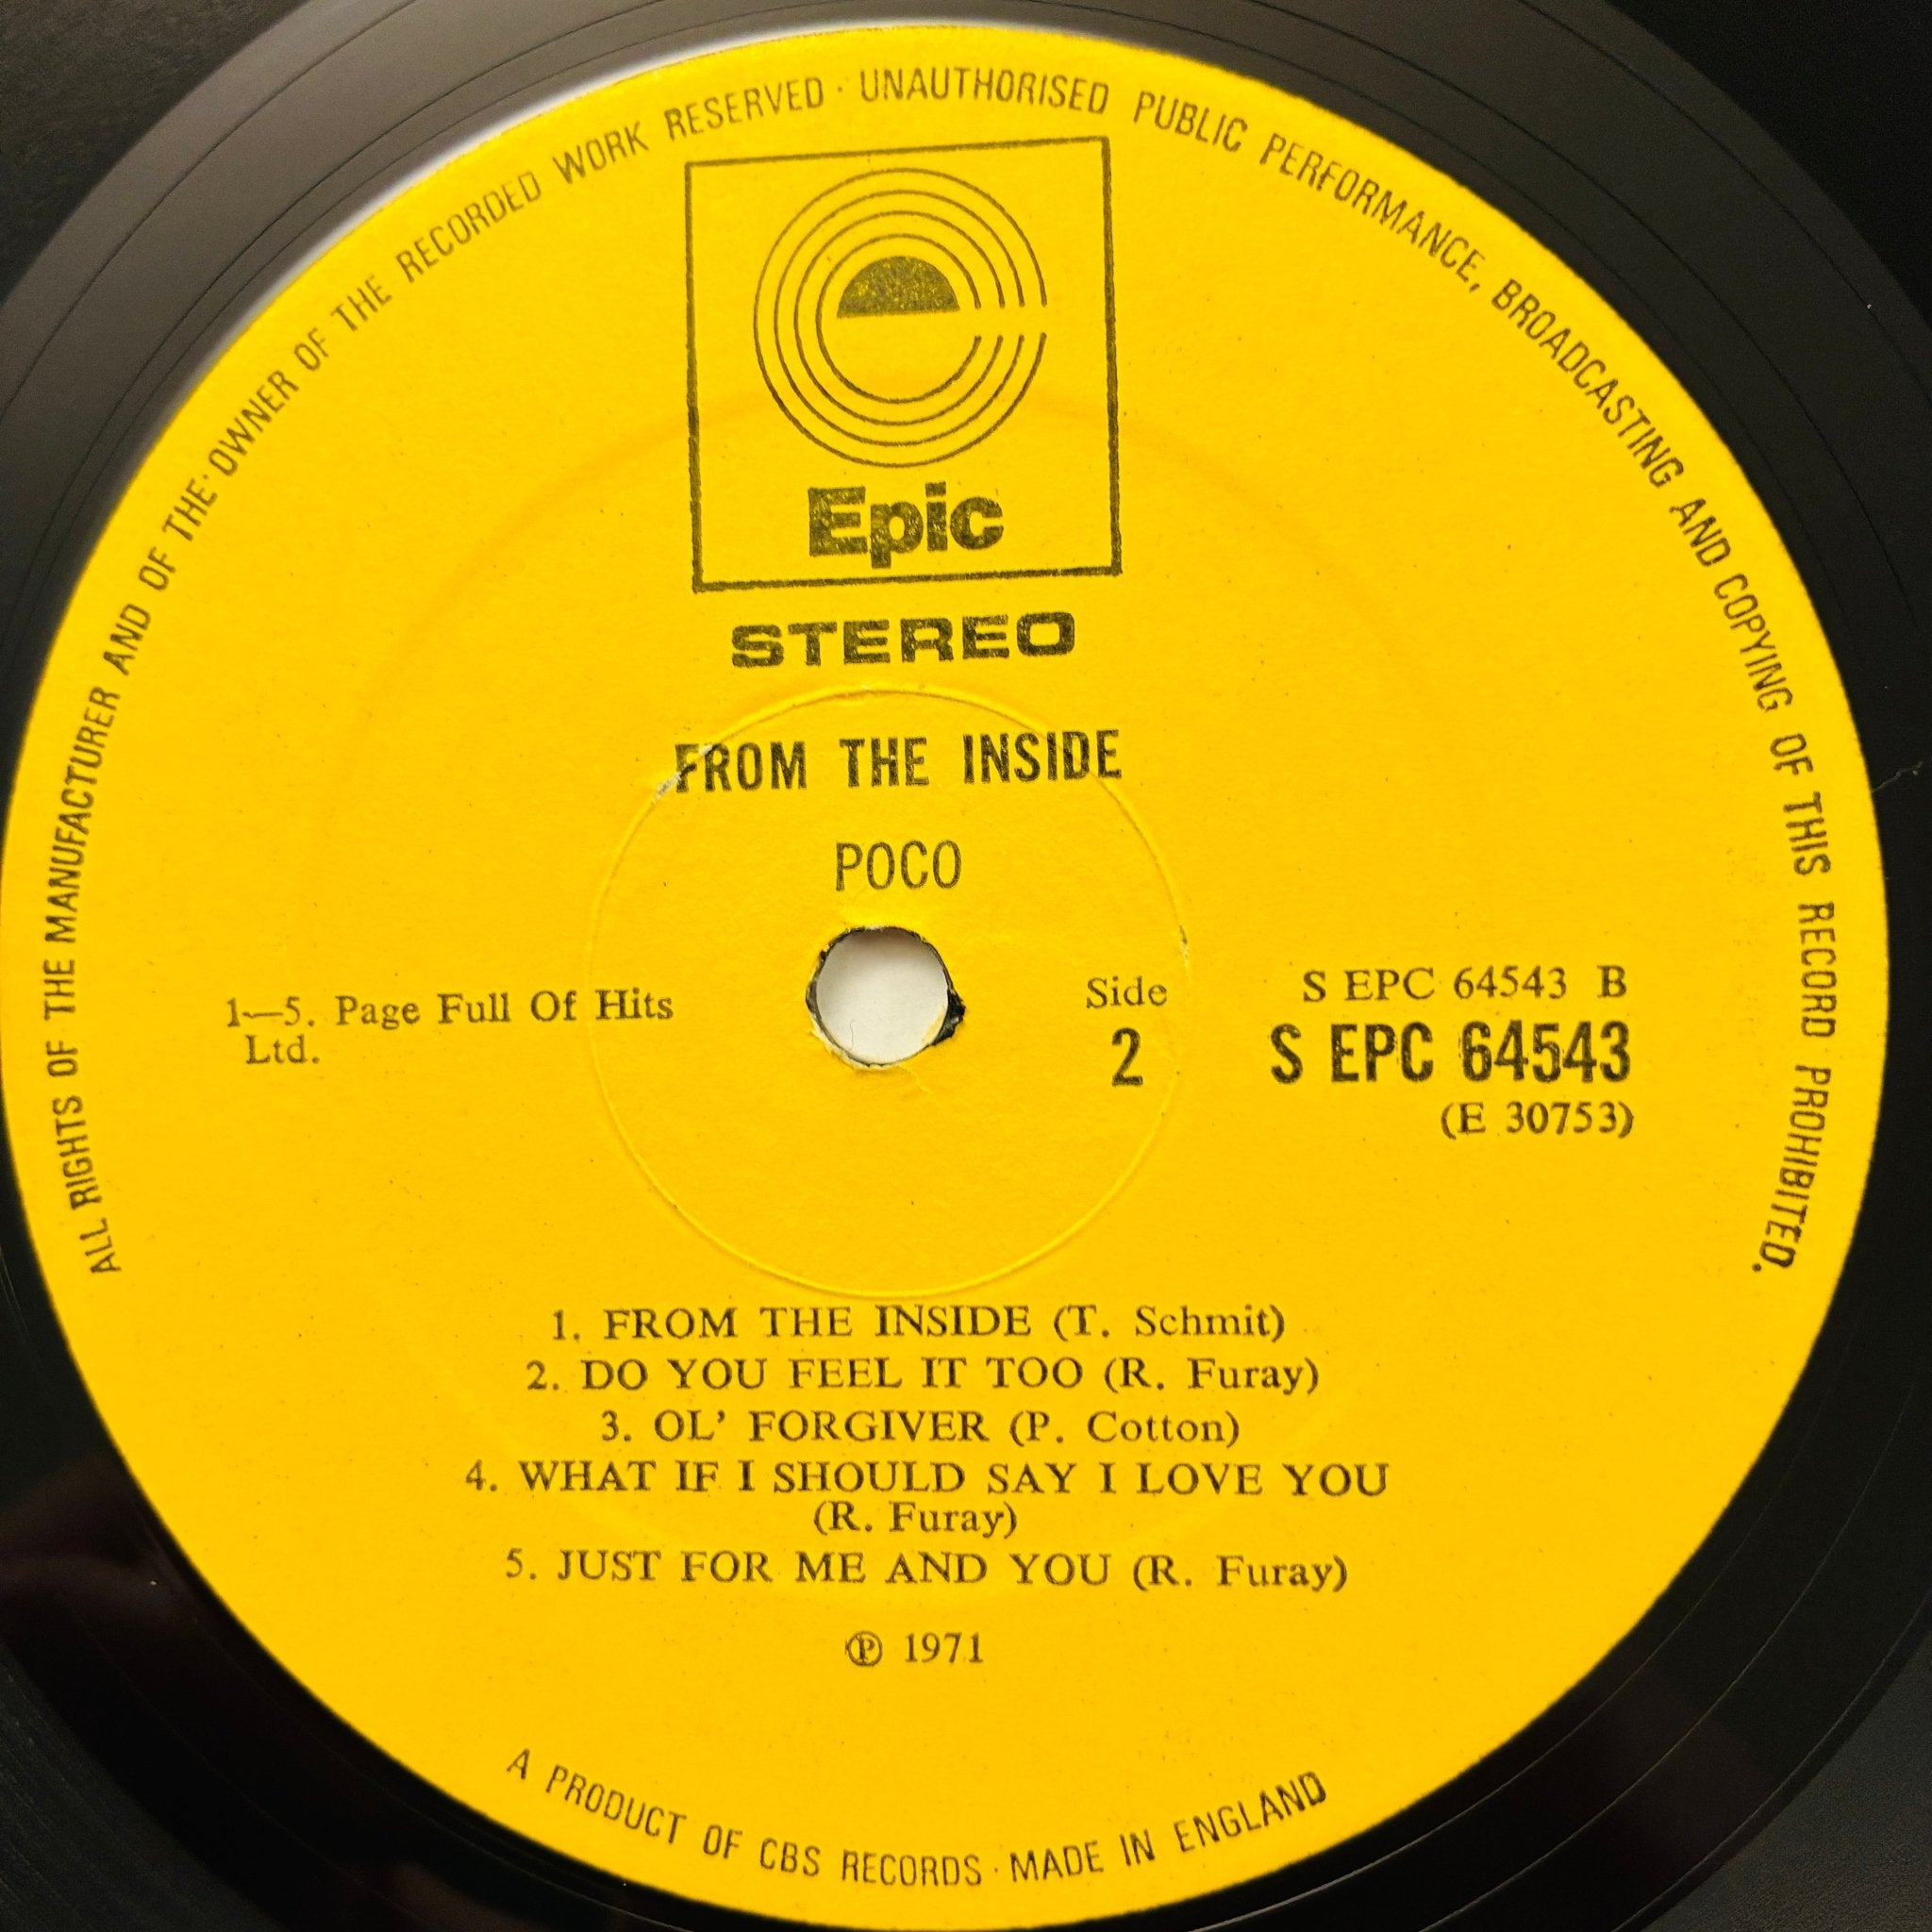 ALL RIGHTS OF THE MANUFACTURER AND OF THE OWNER OF THE RECORDED WORK RESERVED · UNAUTHORISED PUBLIC PERFORMANCE, BROADCASTING AND COPYING OF THIS RECORD PROHIBITED.
Epic
STEREO
FROM THE INSIDE
POCO
1—5. Page Full Of Hits
Ltd.
Side
2
S EPC 64543 B
S EPC 64543
(E 30753)
1. FROM THE INSIDE (T. Schmit)
2. DO YOU FEEL IT TOO (R. Furay)
3. OL’ FORGIVER (P. Cotton)
4. WHAT IF I SHOULD SAY I LOVE YOU
(R. Furay)
5. JUST FOR ME AND YOU (R. Furay)
℗ 1971
A PRODUCT OF CBS RECORDS · MADE IN ENGLAND